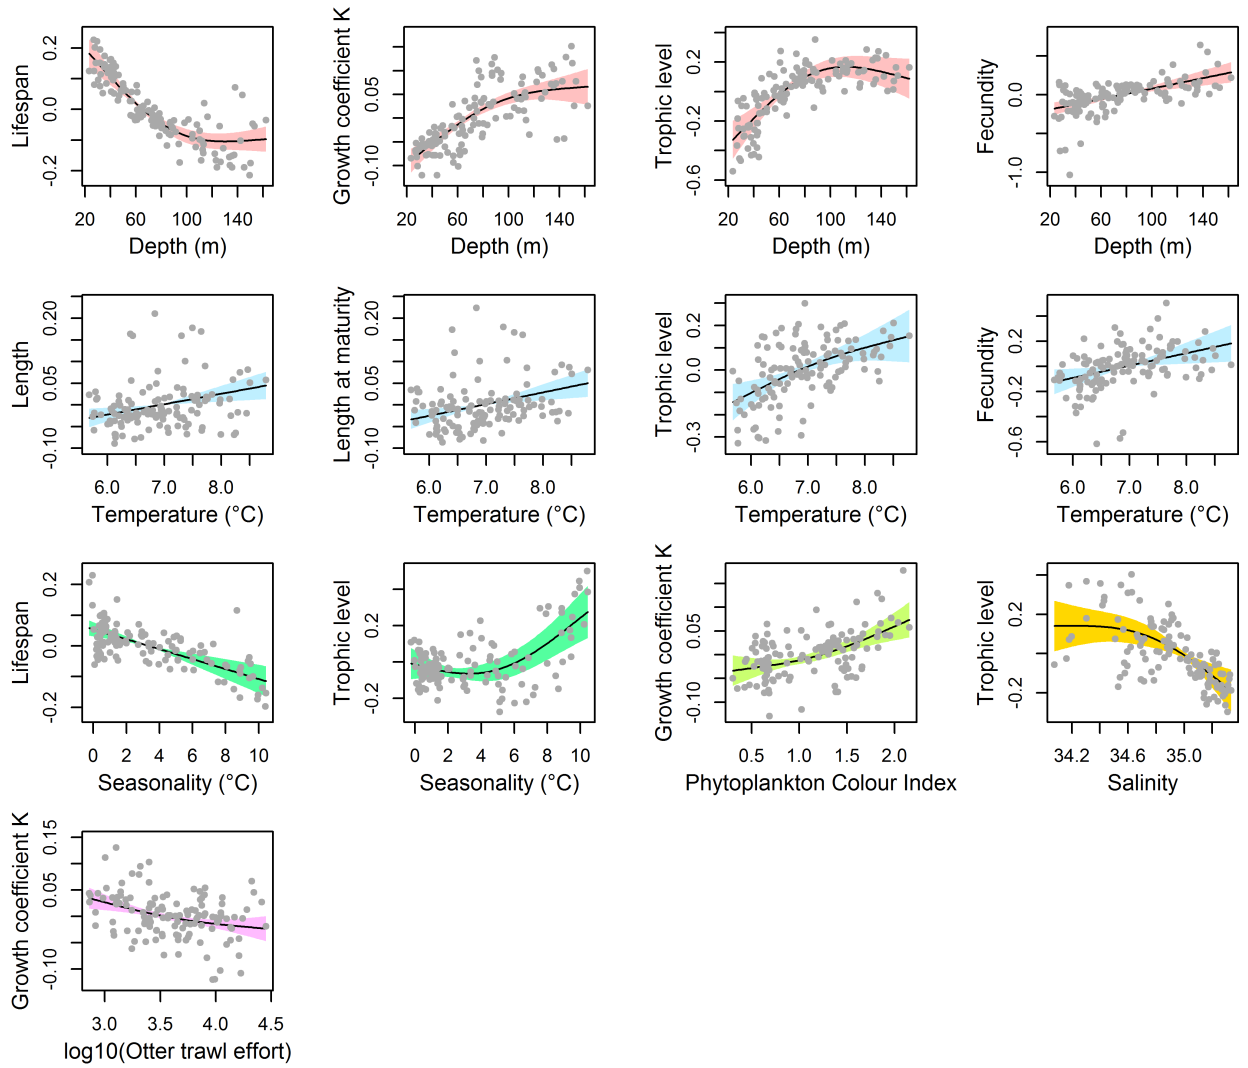 Lifespan
0.2
0.0
-0.2
20 60 100 140
Depth (m)
Growth coefficient K
0.05
-0.10
20 60 100 140
Depth (m)
Trophic level
0.2
-0.2
-0.6
20 60 100 140
Depth (m)
Fecundity
0.0
-1.0
20 60 100 140
Depth (m)
Length
0.20
0.05
-0.10
6.0 7.0 8.0
Temperature (°C)
Length at maturity
0.20
0.05
-0.10
6.0 7.0 8.0
Temperature (°C)
Trophic level
0.2
0.0
-0.3
6.0 7.0 8.0
Temperature (°C)
Fecundity
0.2
-0.2
-0.6
6.0 7.0 8.0
Temperature (°C)
Lifespan
0.2
0.0
-0.2
0 2 4 6 8 10
Seasonality (°C)
Trophic level
0.2
-0.2
0 2 4 6 8 10
Seasonality (°C)
Growth coefficient K
0.05
-0.10
0.5 1.0 1.5 2.0
Phytoplankton Colour Index
Trophic level
0.2
-0.2
34.2 34.6 35.0
Salinity
Growth coefficient K
0.15
0.05
-0.10
3.0 3.5 4.0 4.5
log10(Otter trawl effort)